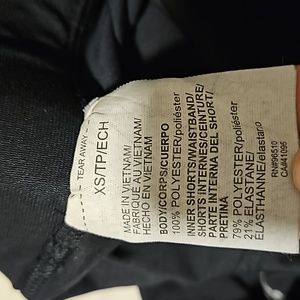 TEAR AWAY
XS/TP/ECH
MADE IN VIETNAM/
FABRIQUÉ AU VIETNAM/
HECHO EN VIETNAM
BODY/CORPS/CUERPO
100% POLYESTER/poliéster
INNER SHORTS/WAISTBAND/
SHORTS INTERNES/CEINTURE/
PARTE INTERNA DEL SHORT/
PRETINA
79% POLYESTER/poliéster
21% ELASTANE/
ÉLASTHANNE/elastano
RN#96510
CA#41095